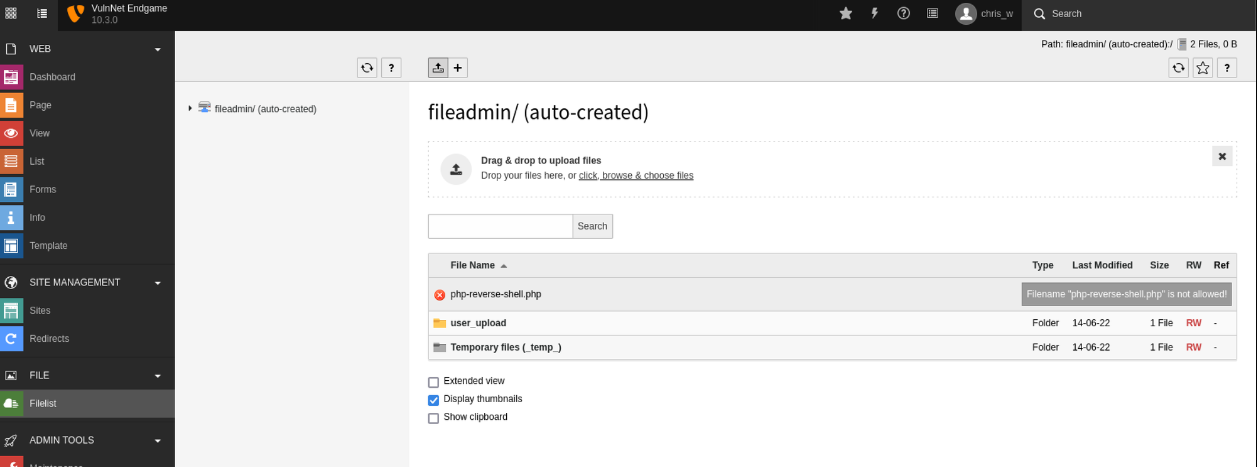 VulnNet Endgame
10.3.0
chris_w
Search
WEB
Dashboard
Page
View
List
Forms
Info
Template
SITE MANAGEMENT
Sites
Redirects
FILE
Filelist
ADMIN TOOLS
Maintenance
?
fileadmin/ (auto-created)
Path: fileadmin/ (auto-created):/ 2 Files, 0 B
+
?
fileadmin/ (auto-created)
Drag & drop to upload files
Drop your files here, or click, browse & choose files
Search
File Name Type Last Modified Size RW Ref
php-reverse-shell.php Filename "php-reverse-shell.php" is not allowed!
user_upload Folder 14-06-22 1 File RW -
Temporary files (_temp_) Folder 14-06-22 1 File RW -
Extended view
Display thumbnails
Show clipboard